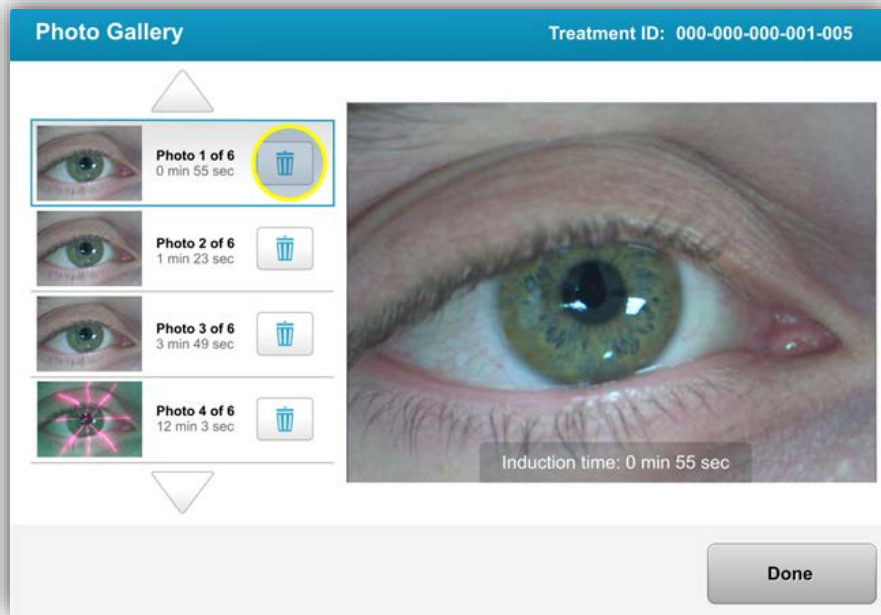 Photo Gallery
Treatment ID: 000-000-000-001-005
Photo 1 of 6
0 min 55 sec
Photo 2 of 6
1 min 23 sec
Photo 3 of 6
3 min 49 sec
Photo 4 of 6
12 min 3 sec
Induction time: 0 min 55 sec
Done